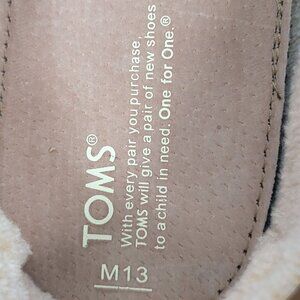 TOMS®
With every pair you purchase,
TOMS will give a pair of new shoes
to a child in need. One for One.®
M13